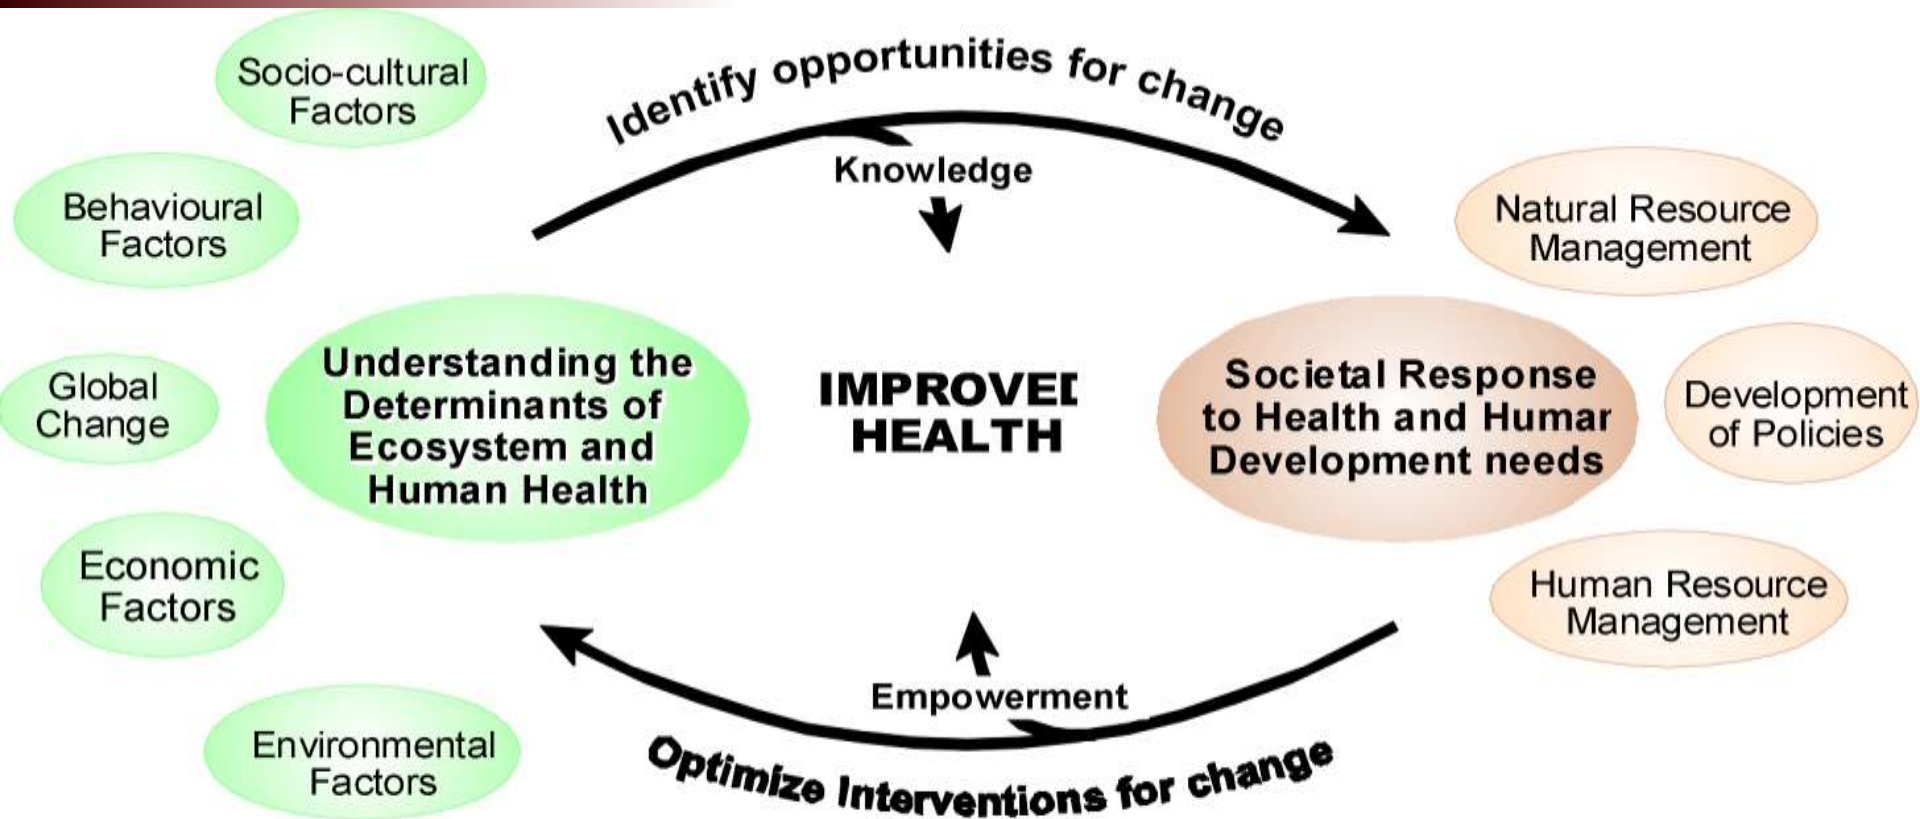 Socio-cultural
Factors
Identify opportunities for change
Knowledge
Behavioural
Factors
Natural Resource
Management
Global
Change
Understanding the
Determinants of
Ecosystem and
Human Health
IMPROVED
HEALTH
Societal Response
to Health and Human
Development needs
Development
of Policies
Economic
Factors
Human Resource
Management
Empowerment
Environmental
Factors
Optimize Interventions for change